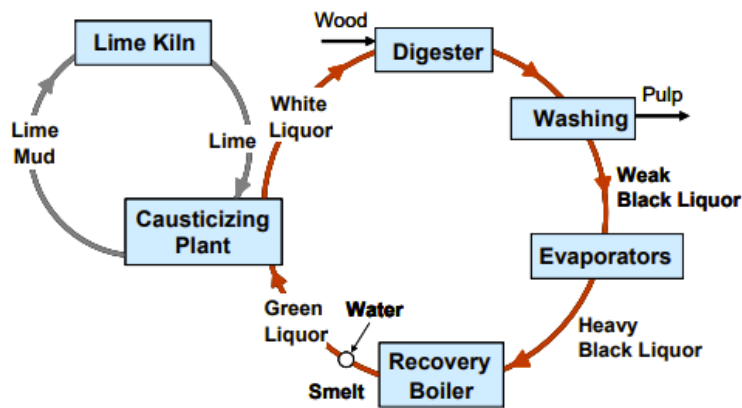 Wood
Lime Kiln
Digester
White
Liquor
Pulp
Washing
Lime
Mud
Lime
Weak
Black Liquor
Causticizing
Plant
Evaporators
Green
Liquor
Water
Heavy
Black Liquor
Recovery
Boiler
Smelt